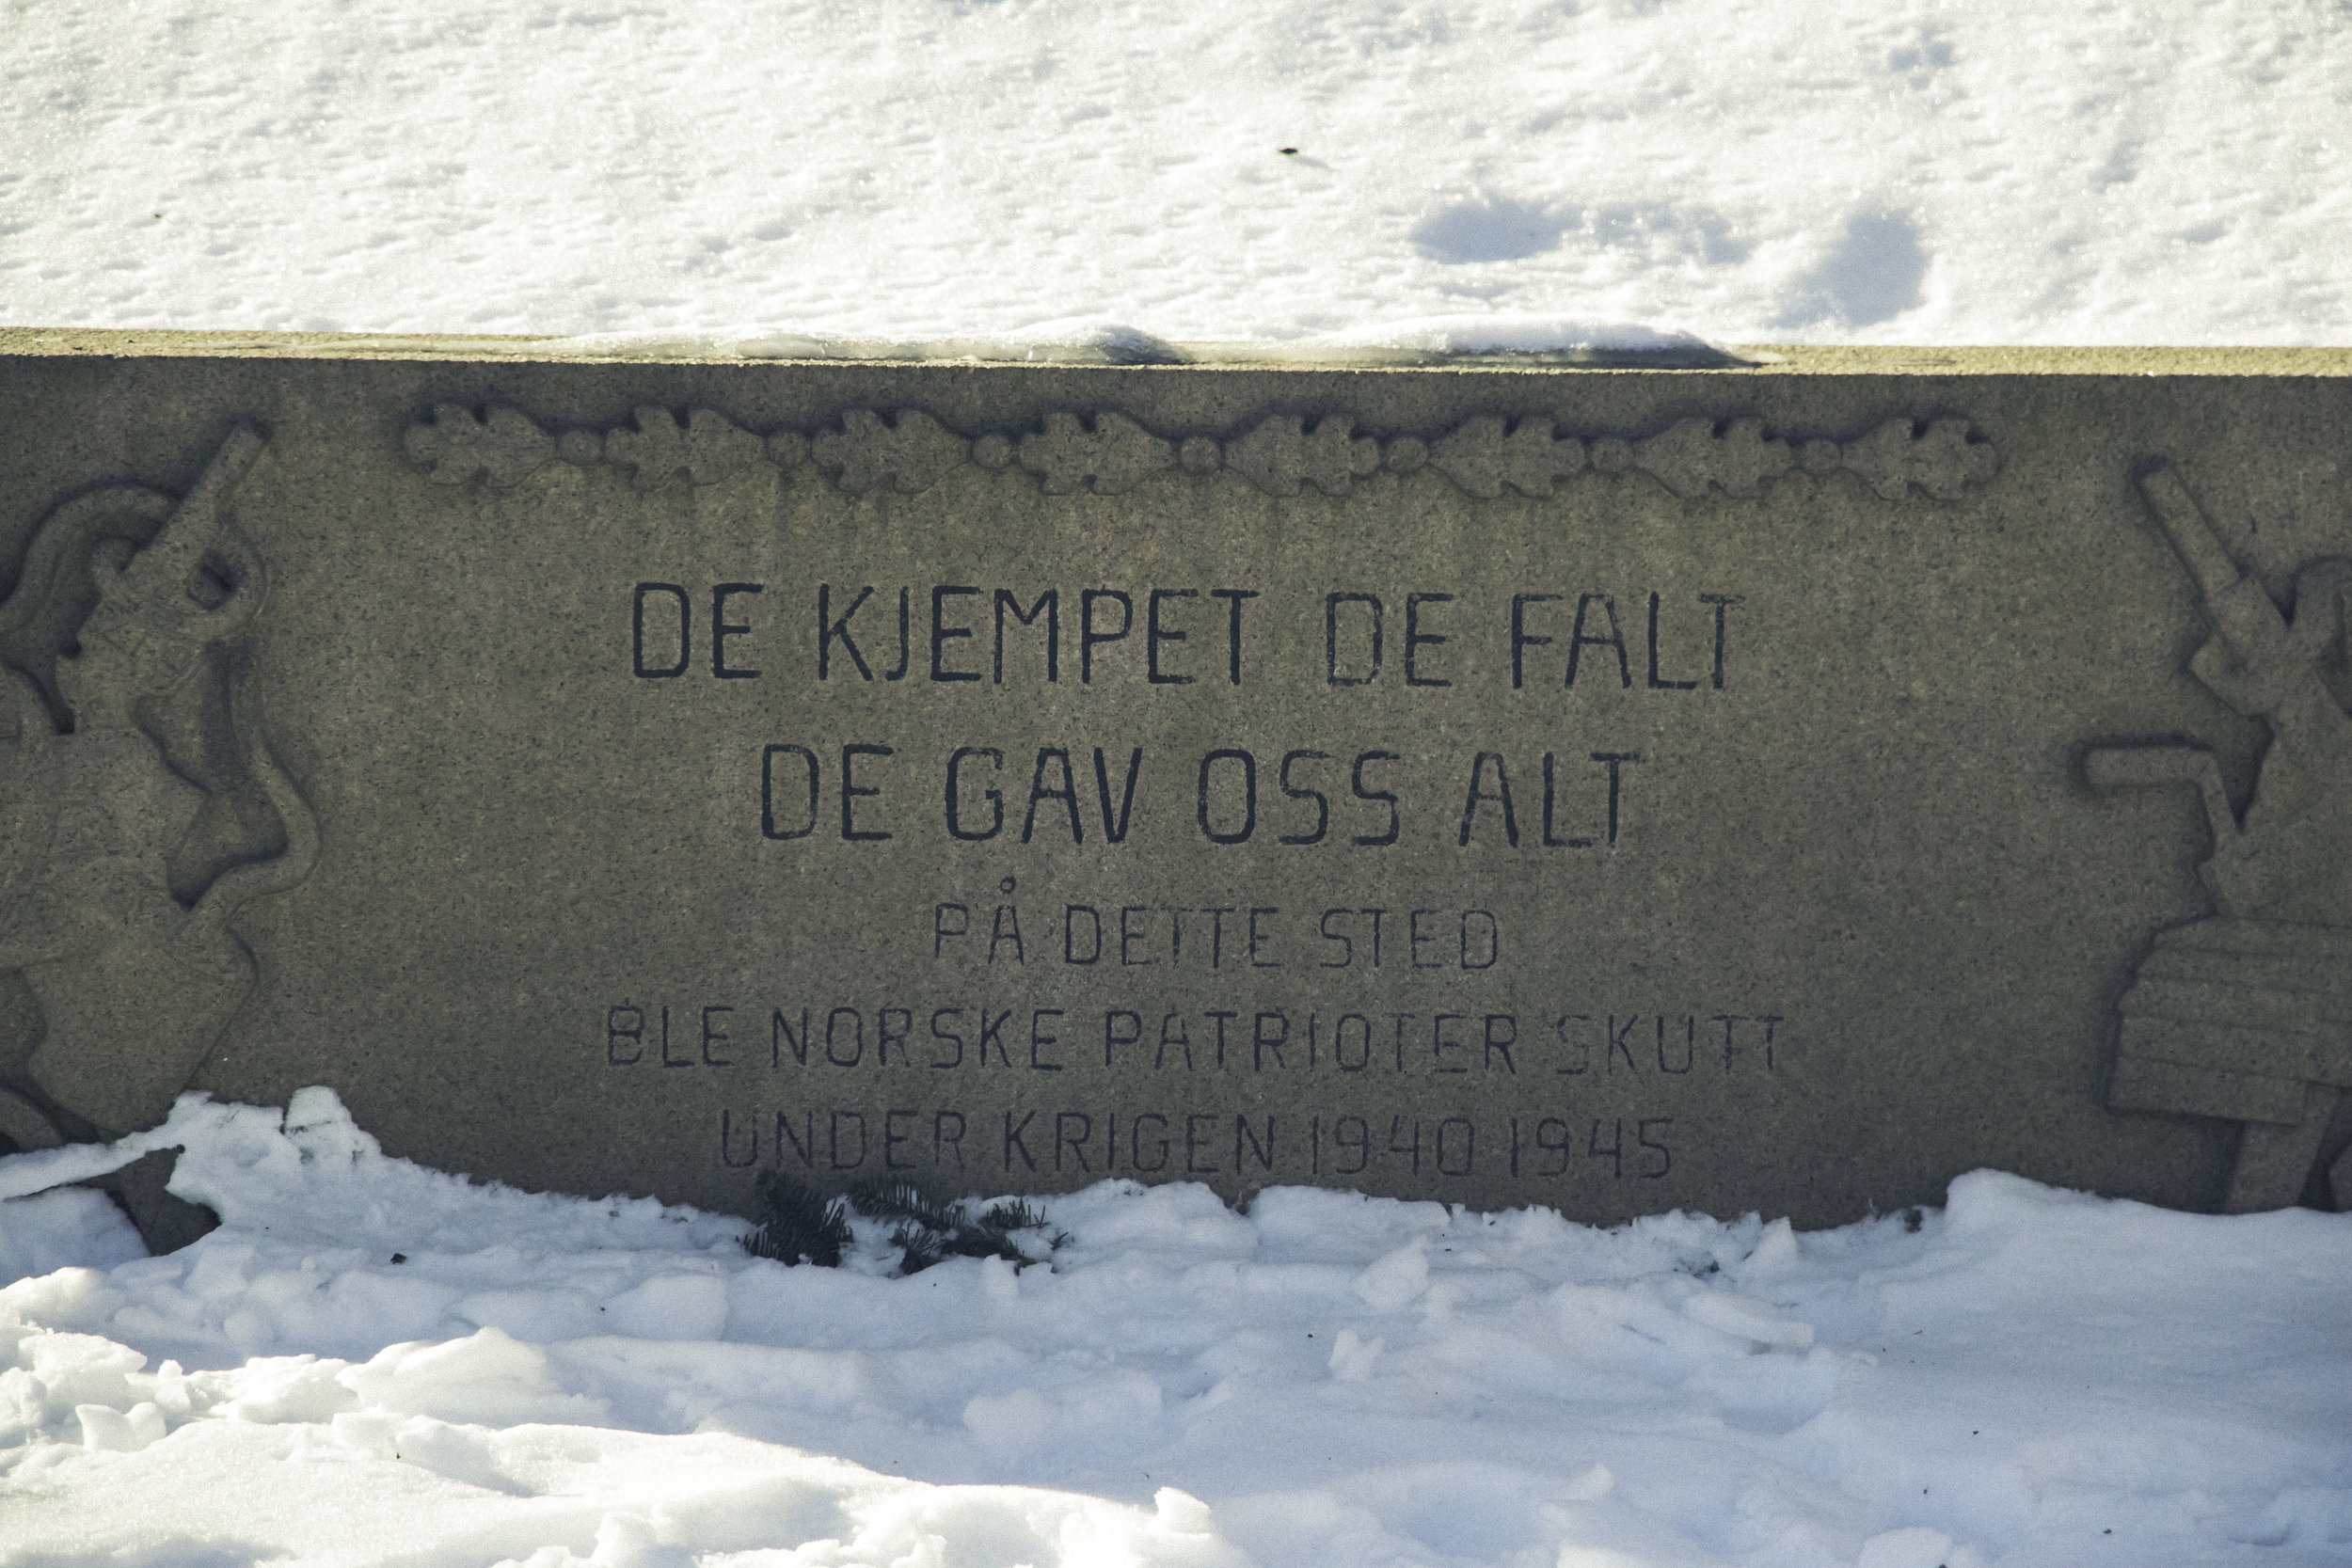 DE KJEMPET DE FALT
DE GAV OSS ALT
PÅ DETTE STED
BLE NORSKE PATRIOTER SKUTT
UNDER KRIGEN 1940 1945